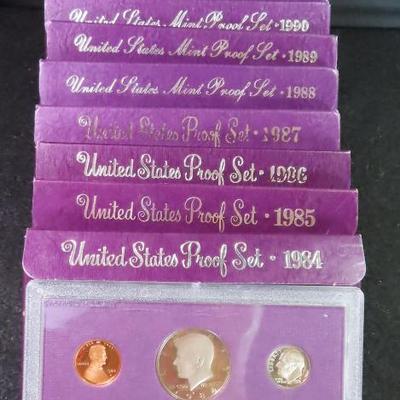 United States Mint Proof Set · 1990
United States Mint Proof Set · 1989
United States Mint Proof Set · 1988
United States Proof Set · 1987
United States Proof Set · 1986
United States Proof Set · 1985
United States Proof Set · 1984